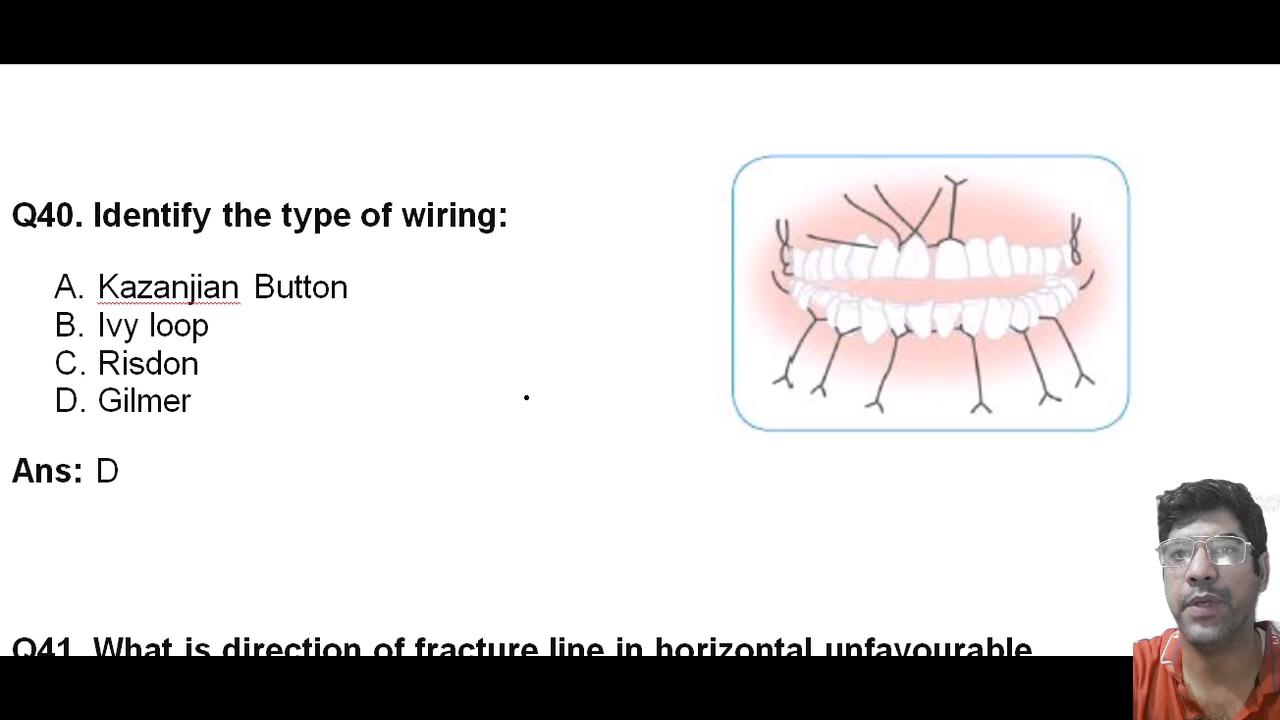 Q40. Identify the type of wiring:
A. Kazanjian Button
B. Ivy loop
C. Risdon
D. Gilmer
Ans: D
Q41. What is direction of fracture line in horizontal unfavourable